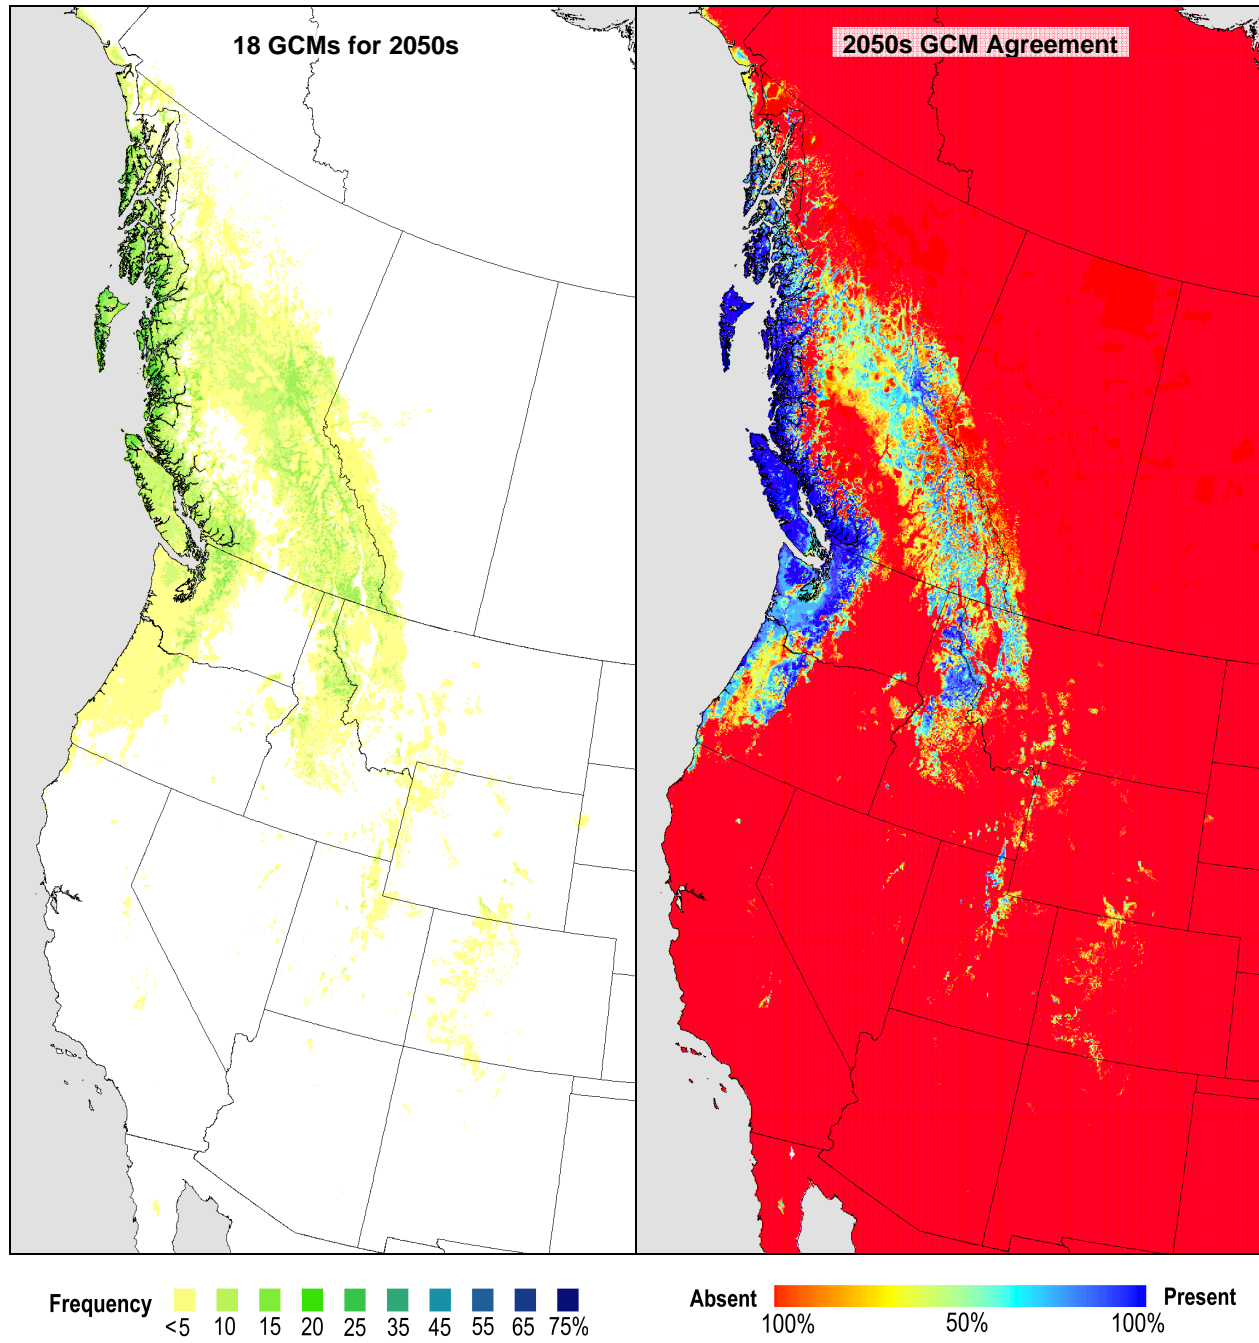 18 GCMs for 2050s
2050s GCM Agreement
Frequency
<5 10 15 20 25 35 45 55 65 75%
Absent Present
100% 50% 100%